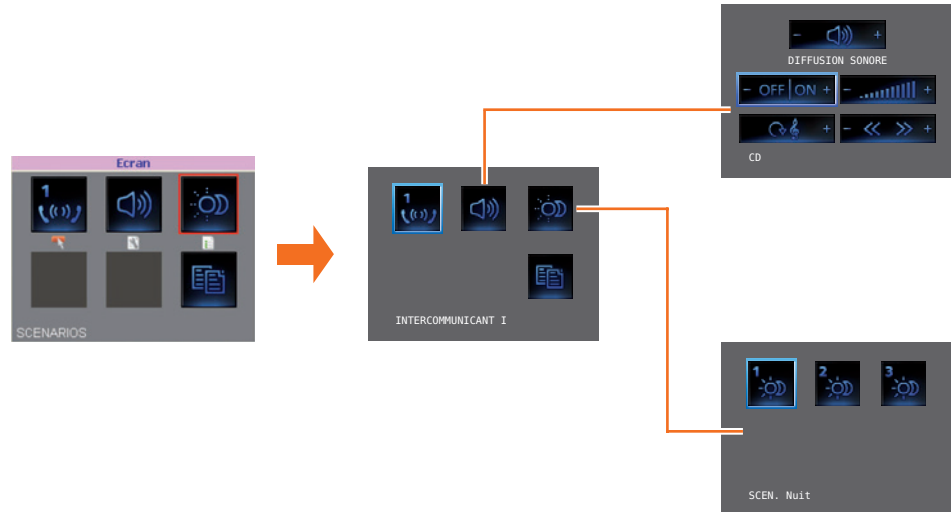 Ecran
1
SCENARIOS
1
INTERCOMMUNICANT I
- +
DIFFUSION SONORE
- OFF ON + - +
+ - +
CD
1 2 3
SCEN. Nuit